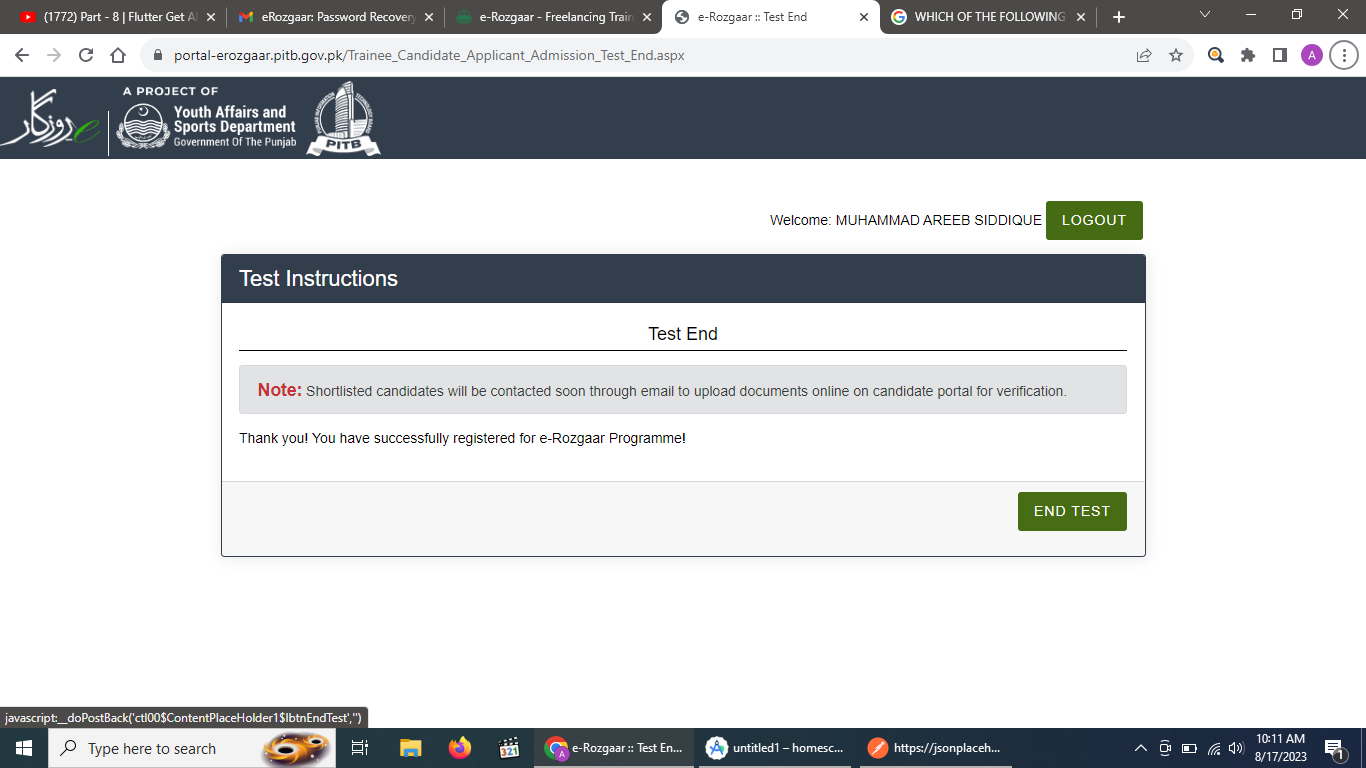 (1772) Part - 8 | Flutter Get A
eRozgaar: Password Recovery
e-Rozgaar - Freelancing Train
e-Rozgaar :: Test End
WHICH OF THE FOLLOWING
portal-erozgaar.pitb.gov.pk/Trainee_Candidate_Applicant_Admission_Test_End.aspx
A
ای روزگار
A PROJECT OF
Youth Affairs and
Sports Department
Government Of The Punjab
PITB
Welcome: MUHAMMAD AREEB SIDDIQUE
LOGOUT
Test Instructions
Test End
Note: Shortlisted candidates will be contacted soon through email to upload documents online on candidate portal for verification.
Thank you! You have successfully registered for e-Rozgaar Programme!
END TEST
javascript:__doPostBack('ctl00$ContentPlaceHolder1$lbtnEndTest','')
Type here to search
321
A
e-Rozgaar :: Test En...
untitled1 – homesc...
https://jsonplaceh...
10:11 AM
8/17/2023
1